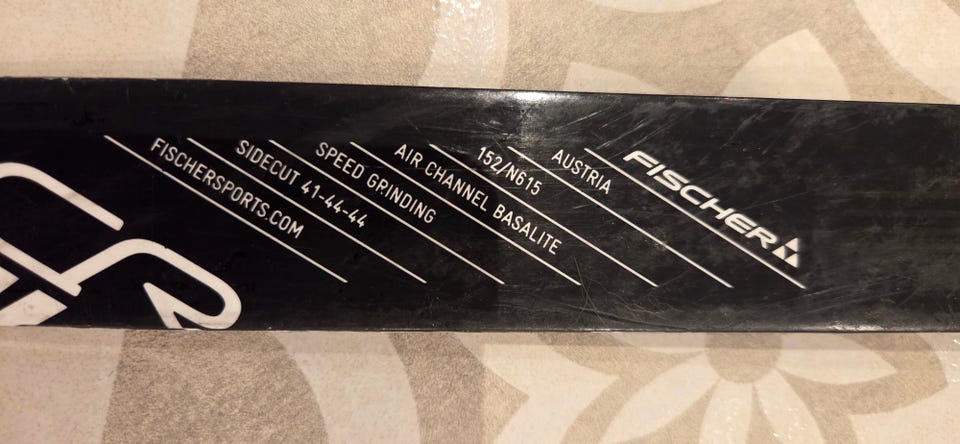 FISCHERSPORTS.COM
SIDECUT 41-44-44
SPEED GRINDING
AIR CHANNEL BASALITE
152/N615
AUSTRIA
FISCHER